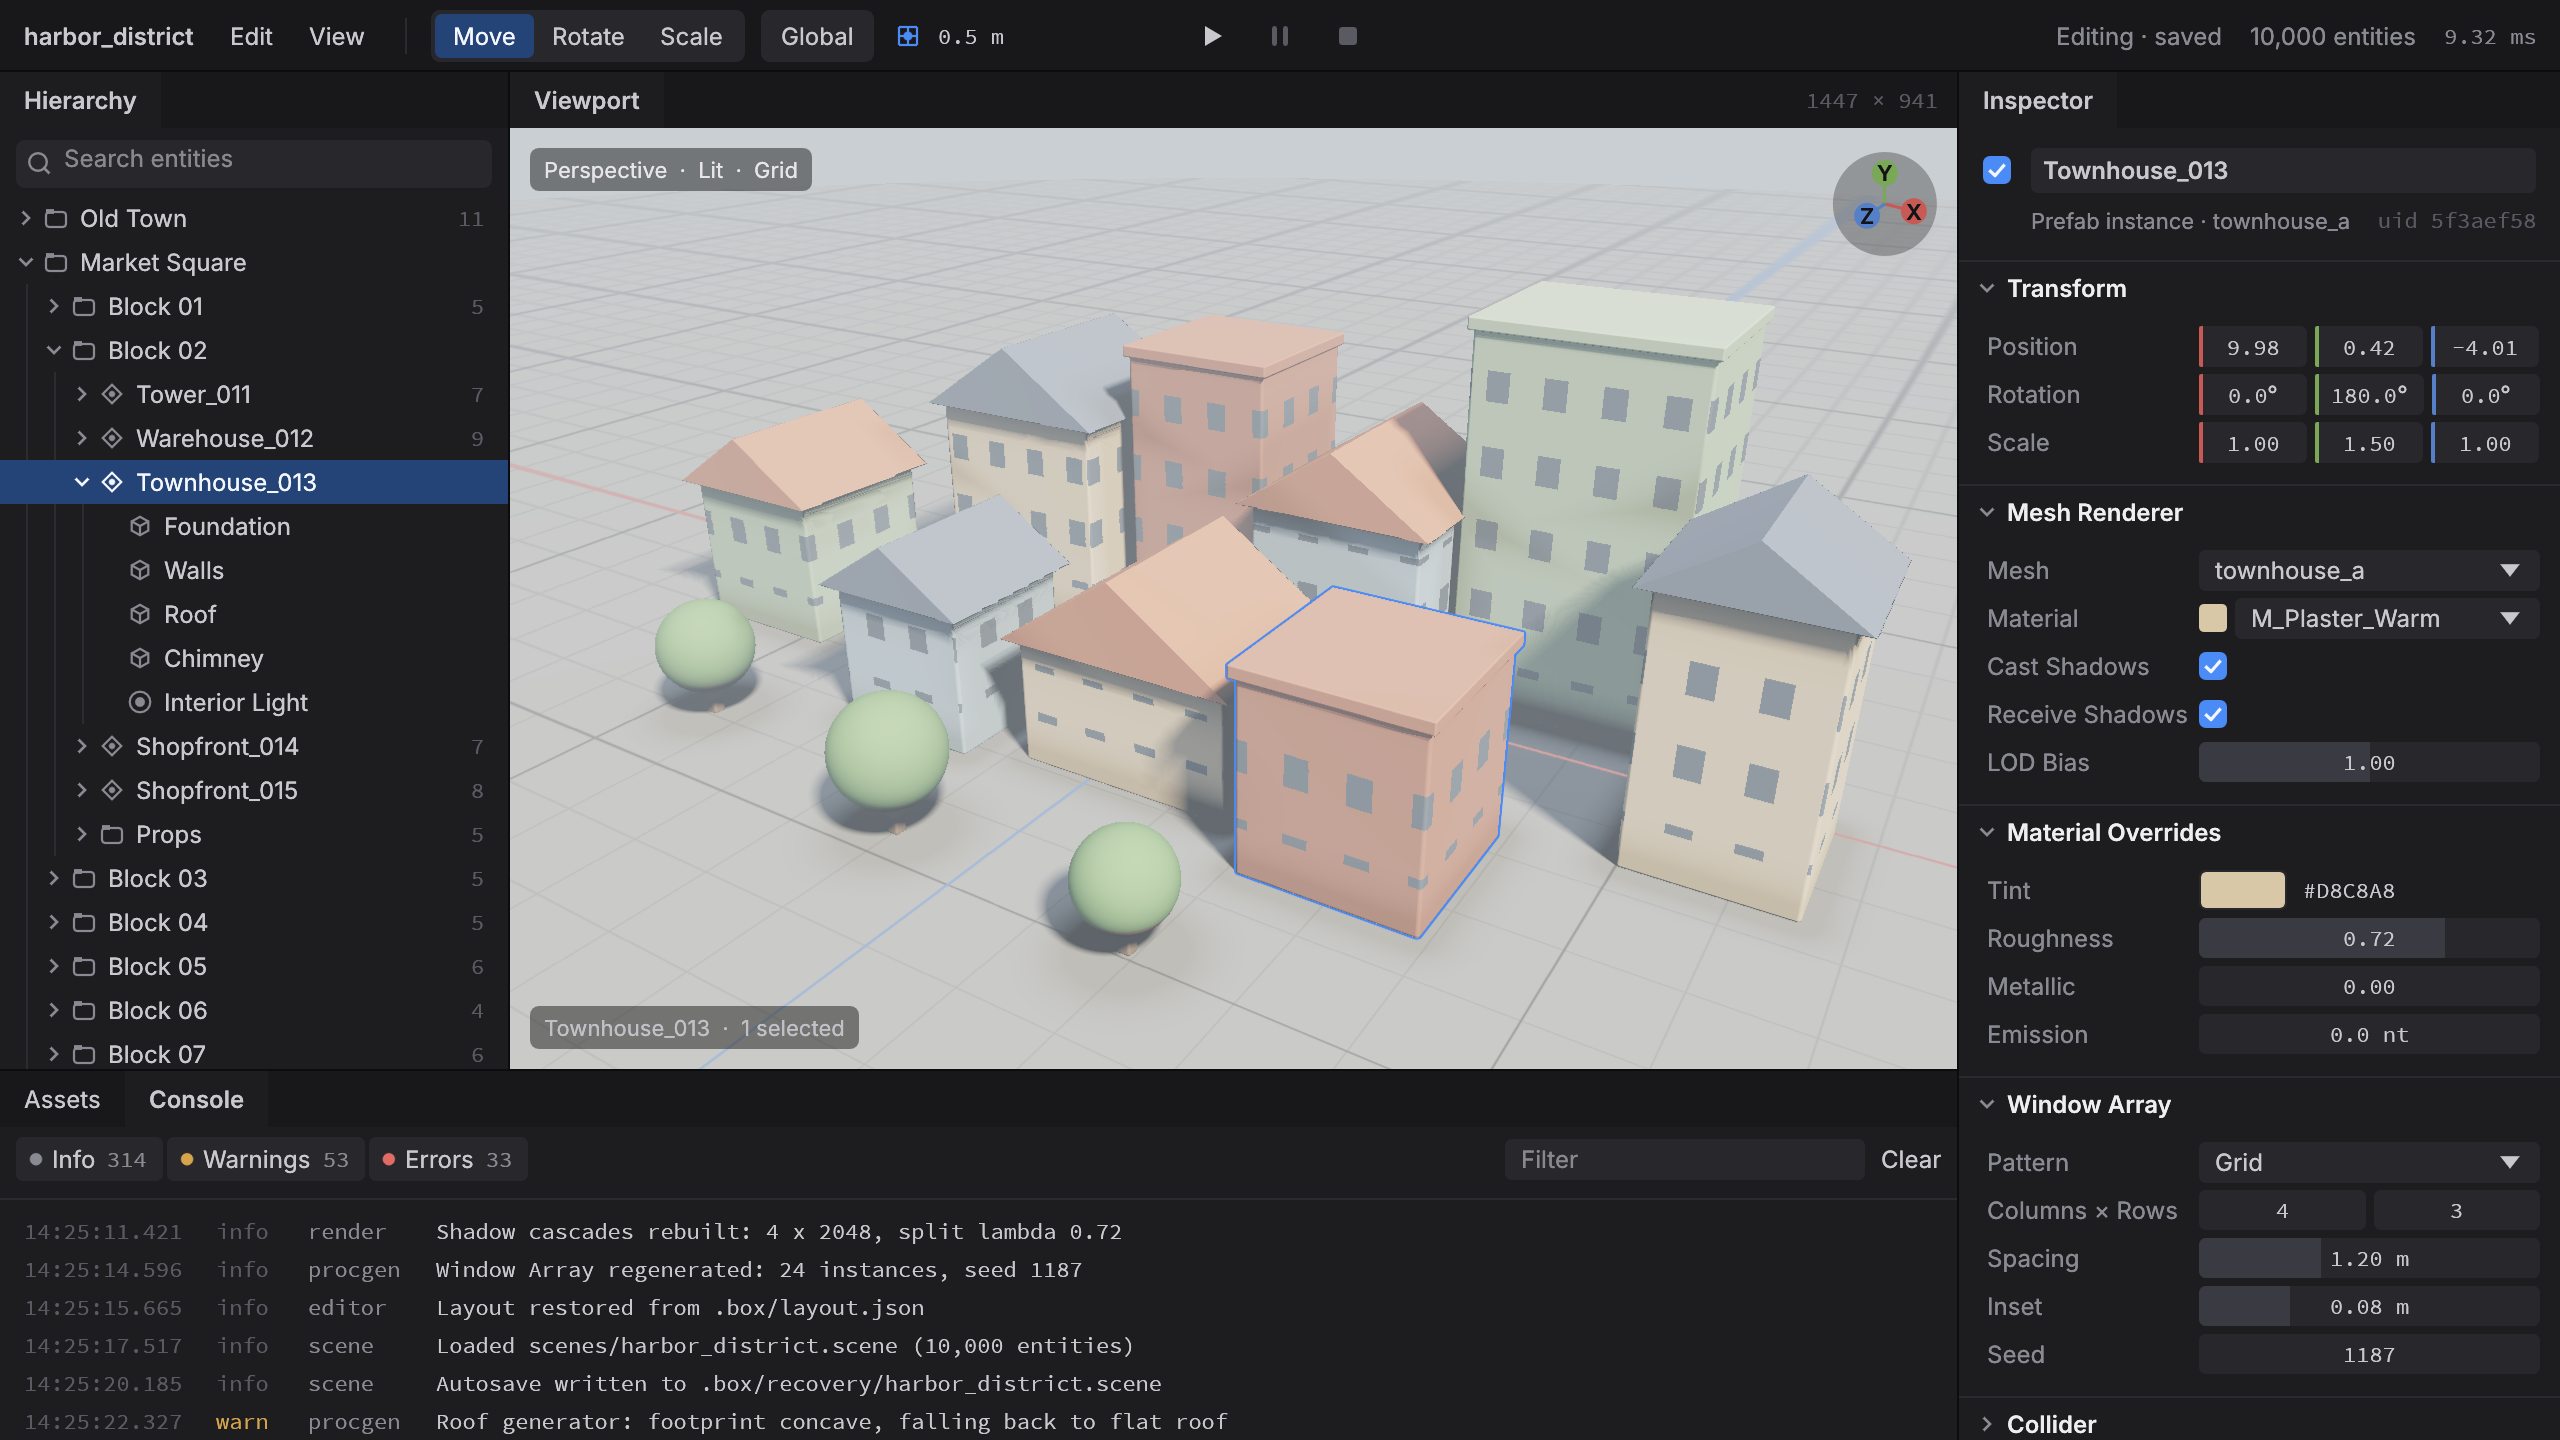 harbor_district Edit View Move Rotate Scale Global 0.5 m Editing · saved 10,000 entities 9.32 ms
Hierarchy
Search entities
Old Town 11
Market Square
Block 01 5
Block 02
Tower_011 7
Warehouse_012 9
Townhouse_013
Foundation
Walls
Roof
Chimney
Interior Light
Shopfront_014 7
Shopfront_015 8
Props 5
Block 03 5
Block 04 5
Block 05 6
Block 06 4
Block 07 6
Viewport 1447 × 941
Perspective · Lit · Grid
Y
Z X
Townhouse_013 · 1 selected
Assets Console
Info 314 Warnings 53 Errors 33 Filter Clear
14:25:11.421 info render Shadow cascades rebuilt: 4 x 2048, split lambda 0.72
14:25:14.596 info procgen Window Array regenerated: 24 instances, seed 1187
14:25:15.665 info editor Layout restored from .box/layout.json
14:25:17.517 info scene Loaded scenes/harbor_district.scene (10,000 entities)
14:25:20.185 info scene Autosave written to .box/recovery/harbor_district.scene
14:25:22.327 warn procgen Roof generator: footprint concave, falling back to flat roof
Inspector
Townhouse_013
Prefab instance · townhouse_a uid 5f3aef58
Transform
Position 9.98 0.42 −4.01
Rotation 0.0° 180.0° 0.0°
Scale 1.00 1.50 1.00
Mesh Renderer
Mesh townhouse_a
Material M_Plaster_Warm
Cast Shadows
Receive Shadows
LOD Bias 1.00
Material Overrides
Tint #D8C8A8
Roughness 0.72
Metallic 0.00
Emission 0.0 nt
Window Array
Pattern Grid
Columns × Rows 4 3
Spacing 1.20 m
Inset 0.08 m
Seed 1187
Collider